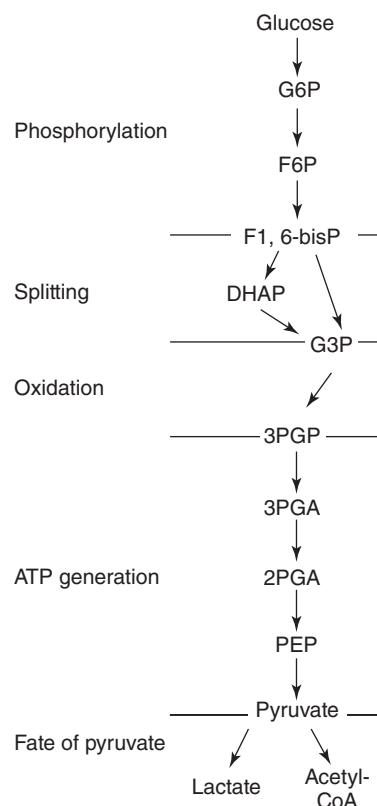 Glucose
G6P
Phosphorylation
F6P
F1, 6-bisP
Splitting
DHAP
G3P
Oxidation
3PGP
3PGA
ATP generation
2PGA
PEP
Pyruvate
Fate of pyruvate
Lactate
Acetyl-
CoA